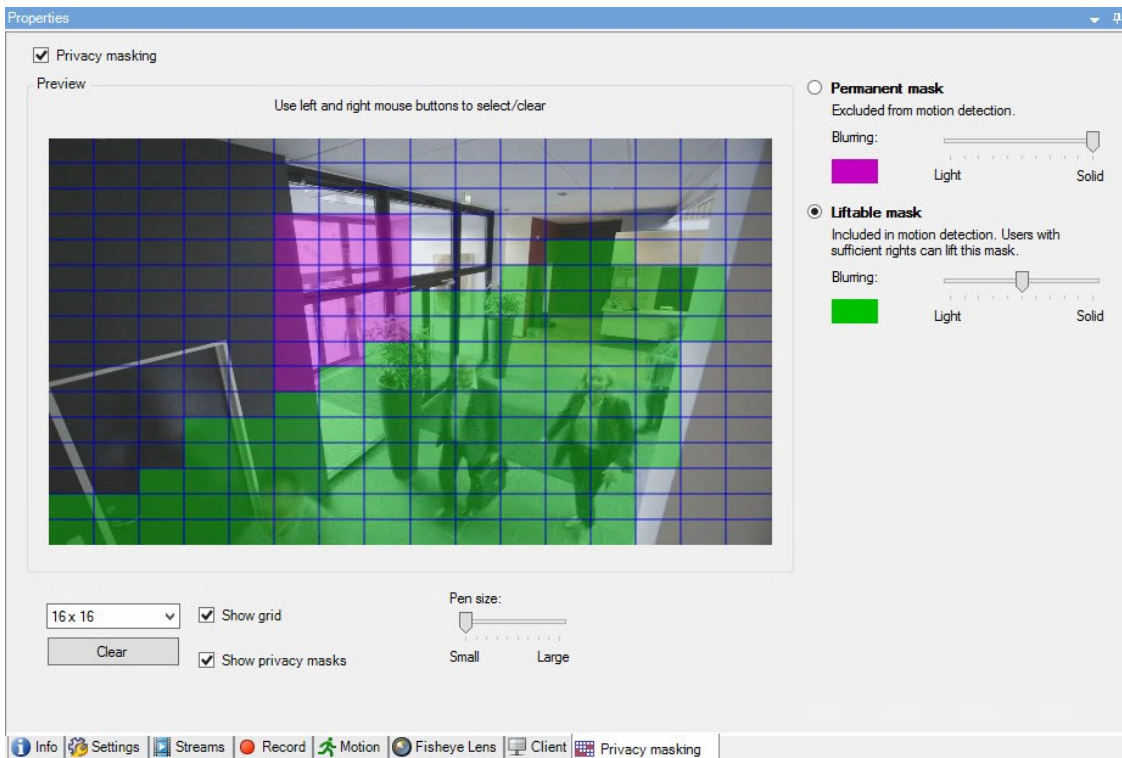 Properties
Privacy masking
Preview
Use left and right mouse buttons to select/clear
Permanent mask
Excluded from motion detection.
Blurring:
Light Solid
Liftable mask
Included in motion detection. Users with
sufficient rights can lift this mask.
Blurring:
Light Solid
16 x 16
Show grid
Pen size:
Clear
Show privacy masks
Small Large
Info Settings Streams Record Motion Fisheye Lens Client Privacy masking